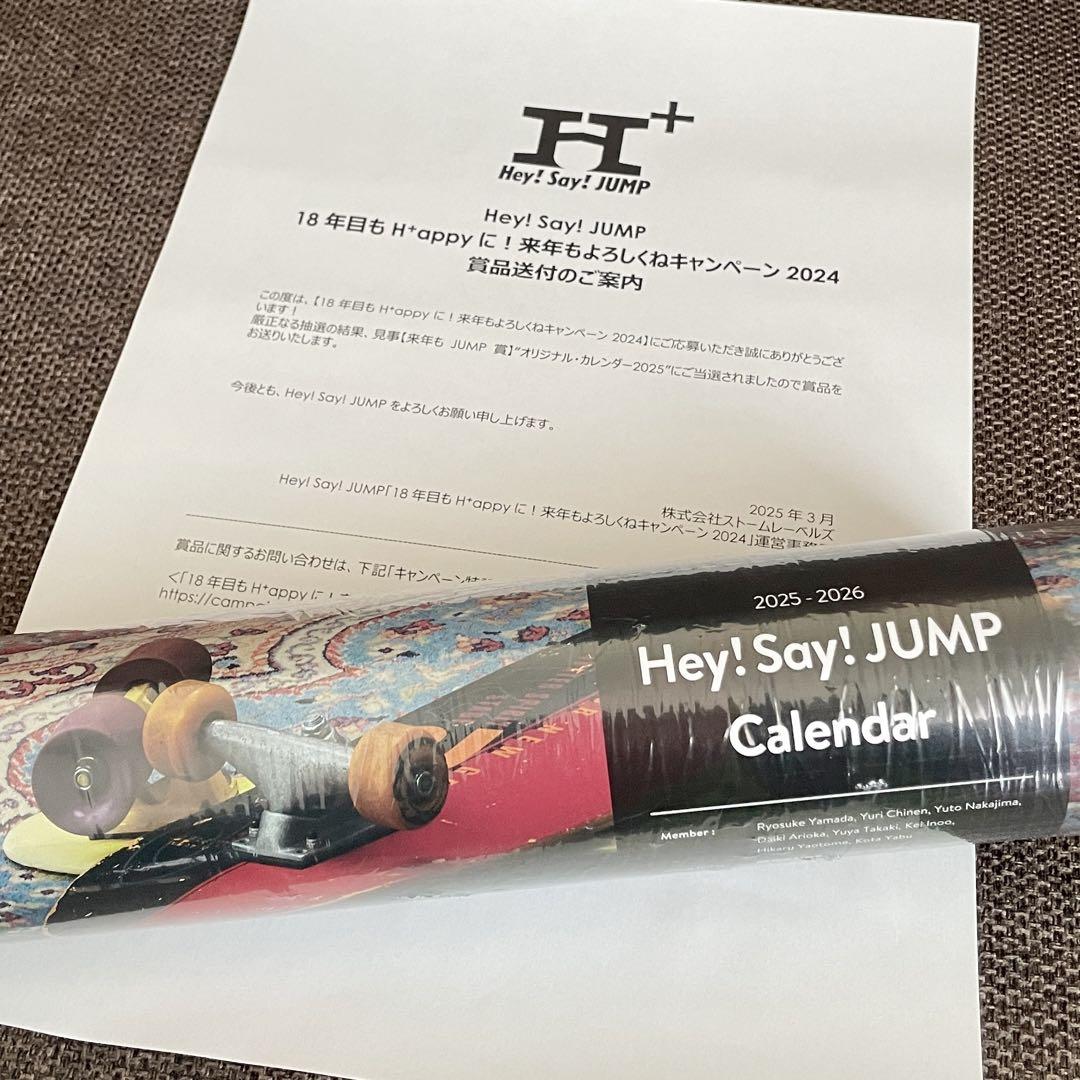 H+
Hey! Say! JUMP
Hey! Say! JUMP
18 年目も H⁺appy に！来年もよろしくねキャンペーン 2024
賞品送付のご案内
この度は、【18 年目も H⁺appy に！来年もよろしくねキャンペーン 2024】にご応募いただき誠にありがとうござ
います！
厳正なる抽選の結果、見事【来年も JUMP 賞】“オリジナル・カレンダー2025”にご当選されましたので賞品を
お送りいたします。
今後とも、Hey! Say! JUMP をよろしくお願い申し上げます。
2025 年 3 月
株式会社ストームレーベルズ
Hey! Say! JUMP「18 年目も H⁺appy に！来年もよろしくねキャンペーン 2024」運営事務
賞品に関するお問い合わせは、下記「キャンペーン
<「18 年目も H⁺appy に！
https://camp
2025 - 2026
Hey! Say! JUMP
Calendar
Member :
Ryosuke Yamada, Yuri Chinen, Yuto Nakajima,
Daiki Arioka, Yuya Takaki, Kei Inoo,
Hikaru Yaotome, Kota Yabu